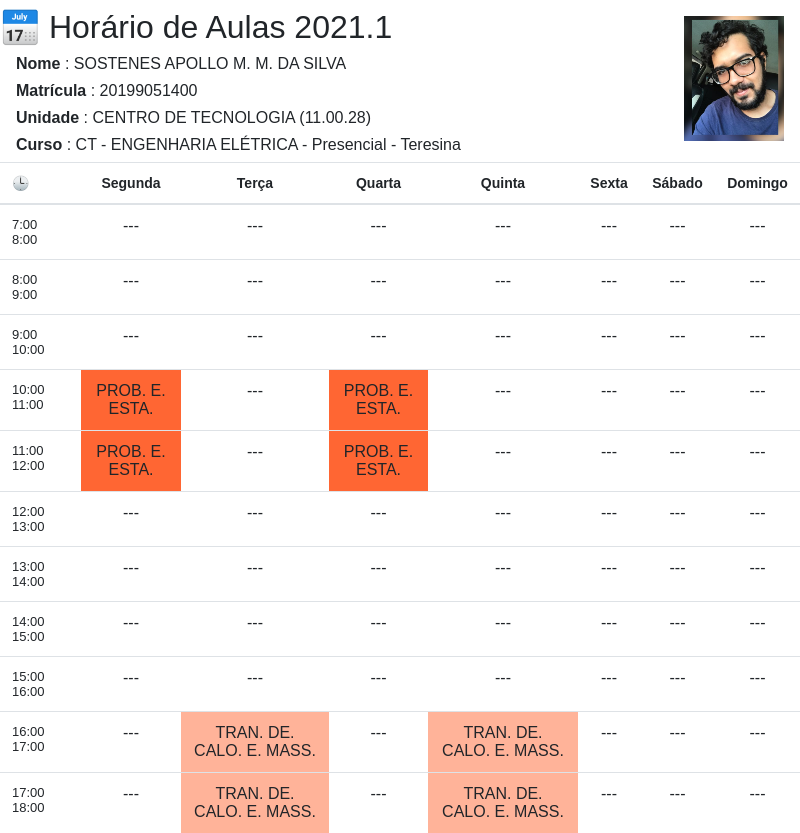 July
17
Horário de Aulas 2021.1
Nome : SOSTENES APOLLO M. M. DA SILVA
Matrícula : 20199051400
Unidade : CENTRO DE TECNOLOGIA (11.00.28)
Curso : CT - ENGENHARIA ELÉTRICA - Presencial - Teresina
Segunda Terça Quarta Quinta Sexta Sábado Domingo
7:00 --- --- --- --- --- --- ---
8:00
8:00 --- --- --- --- --- --- ---
9:00
9:00 --- --- --- --- --- --- ---
10:00
10:00 PROB. E. --- PROB. E. --- --- --- ---
11:00 ESTA. ESTA.
11:00 PROB. E. --- PROB. E. --- --- --- ---
12:00 ESTA. ESTA.
12:00 --- --- --- --- --- --- ---
13:00
13:00 --- --- --- --- --- --- ---
14:00
14:00 --- --- --- --- --- --- ---
15:00
15:00 --- --- --- --- --- --- ---
16:00
16:00 --- TRAN. DE. --- TRAN. DE. --- --- ---
17:00 CALO. E. MASS. CALO. E. MASS.
17:00 --- TRAN. DE. --- TRAN. DE. --- --- ---
18:00 CALO. E. MASS. CALO. E. MASS.